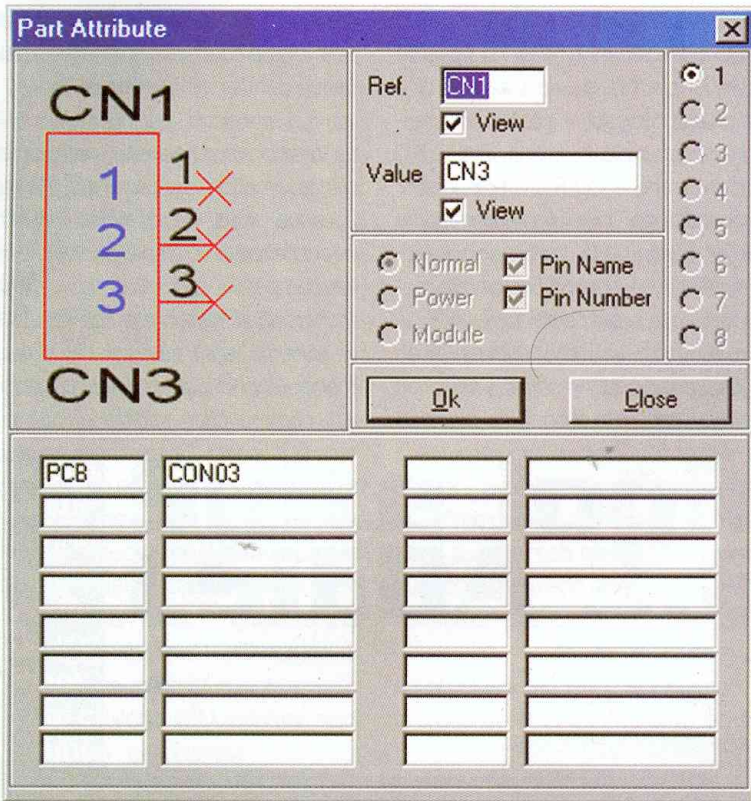 Part Attribute
CN1
1 1
2 2
3 3
CN3
Ref. CN1
View
Value CN3
View
Normal Pin Name
Power Pin Number
Module
1
2
3
4
5
6
7
8
Ok Close
PCB CON03